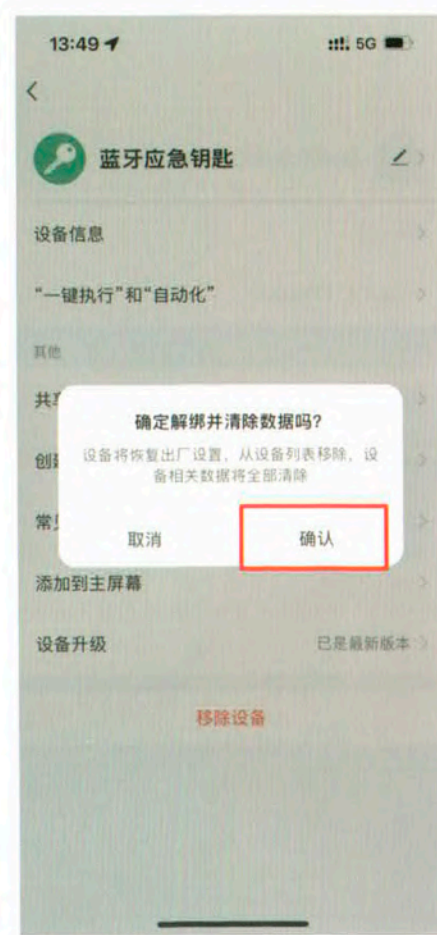 13:49
5G
蓝牙应急钥匙
设备信息
“一键执行”和“自动化”
其他
共
确定解绑并清除数据吗?
设备将恢复出厂设置，从设备列表移除，设
备相关数据将全部清除
创
常
取消
确认
添加到主屏幕
设备升级
已是最新版本
移除设备